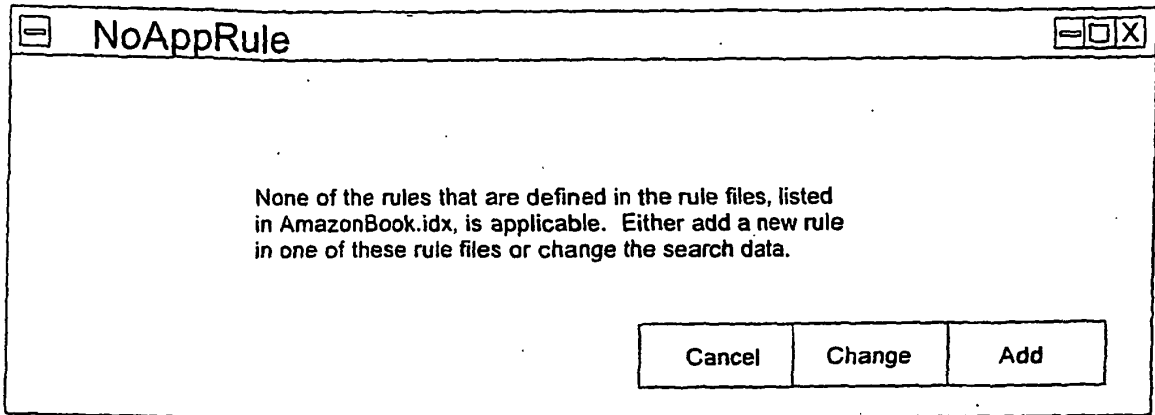 NoAppRule
None of the rules that are defined in the rule files, listed
in AmazonBook.idx, is applicable. Either add a new rule
in one of these rule files or change the search data.
Cancel Change Add